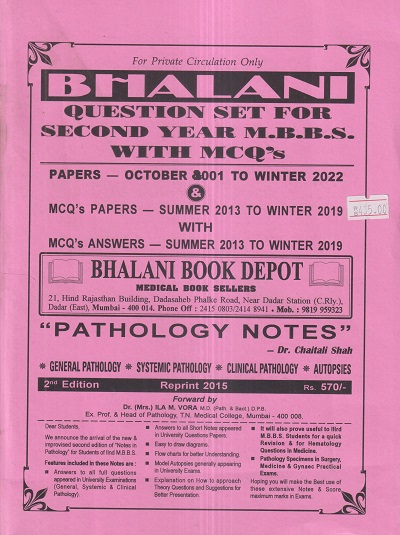 For Private Circulation Only
BHALANI
QUESTION SET FOR
SECOND YEAR M.B.B.S.
WITH MCQ's
PAPERS — OCTOBER 2001 TO WINTER 2022
&
MCQ's PAPERS — SUMMER 2013 TO WINTER 2019
WITH
MCQ's ANSWERS — SUMMER 2013 TO WINTER 2019
BHALANI BOOK DEPOT
MEDICAL BOOK SELLERS
21, Hind Rajasthan Building, Dadasaheb Phalke Road, Near Dadar Station (C.Rly.),
Dadar (East), Mumbai - 400 014. Phone Off : 2415 0803/2414 8941 • Mob. : 9819 959323
"PATHOLOGY NOTES"
– Dr. Chaitali Shah
✻ GENERAL PATHOLOGY ✻ SYSTEMIC PATHOLOGY ✻ CLINICAL PATHOLOGY ✻ AUTOPSIES
2nd Edition Reprint 2015 Rs. 570/-
Forward by
Dr. (Mrs.) ILA M. VORA M.D. (Path. & Bact.) D.P.B.
Ex. Prof. & Head of Pathology, T.N. Medical College, Mumbai - 400 008.
Dear Students.
We announce the arrival of the new &
improvised second edition of "Notes in
Pathology" for Students of IInd M.B.B.S.
Features included in these Notes are :
■ Answers to all full questions
appeared in University Examinations
(General, Systemic & Clinical
Pathology).
■ Answers to all Short Notes appeared
in University Questions Papers.
■ Easy to draw diagrams.
■ Flow charts for better Understanding.
■ Model Autopsies generally appearing
in University Exams.
■ Explanation on How to approach
Theory Questions and Suggestions for
Better Presentation.
■ It will also prove useful to IIIrd
M.B.B.S. Students for a quick
Revision & for Hematology
Questions in Medicine.
■ Pathology Specimens in Surgery,
Medicine & Gynaec Practical
Exams.
Hoping you will make the Best use of
these extensive Notes & Score
maximum marks in Exams.